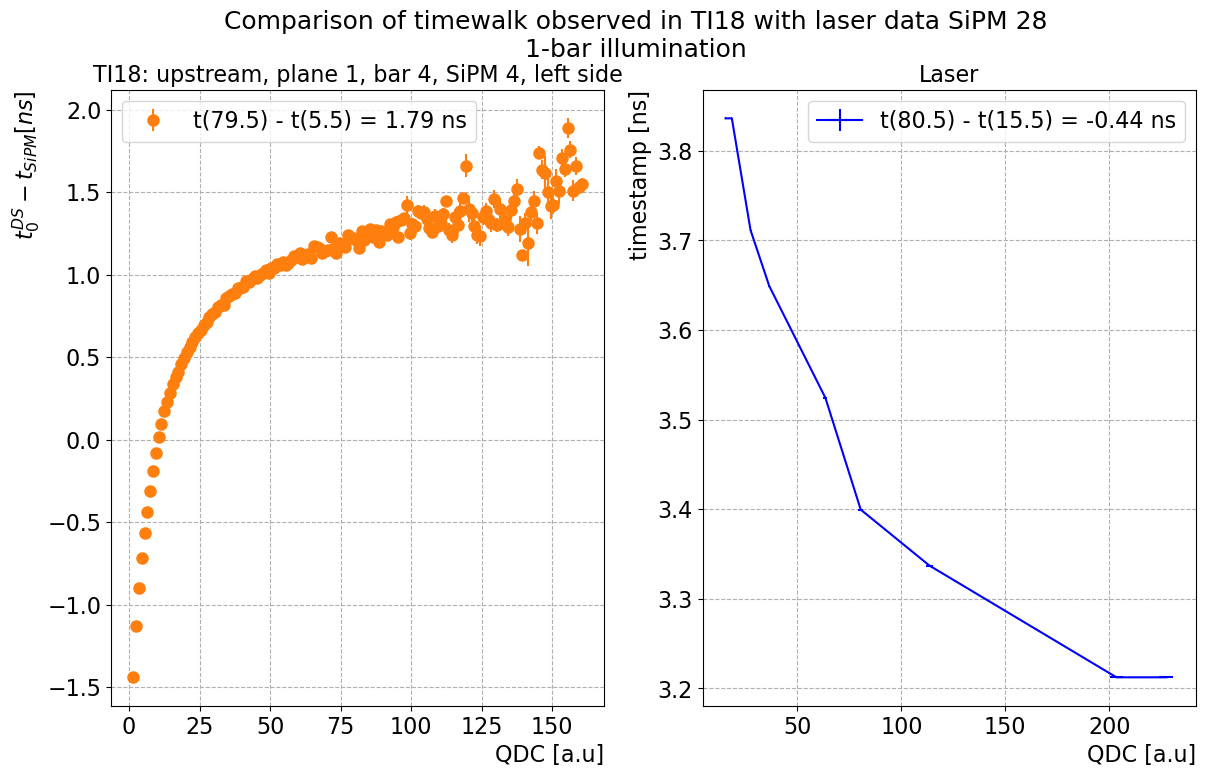 Comparison of timewalk observed in TI18 with laser data SiPM 28
1-bar illumination
TI18: upstream, plane 1, bar 4, SiPM 4, left side
t(79.5) - t(5.5) = 1.79 ns
t_0^{DS} − t_{SiPM}[ns]
2.0
1.5
1.0
0.5
0.0
−0.5
−1.0
−1.5
0 25 50 75 100 125 150
QDC [a.u]
Laser
t(80.5) - t(15.5) = -0.44 ns
timestamp [ns]
3.8
3.7
3.6
3.5
3.4
3.3
3.2
50 100 150 200
QDC [a.u]